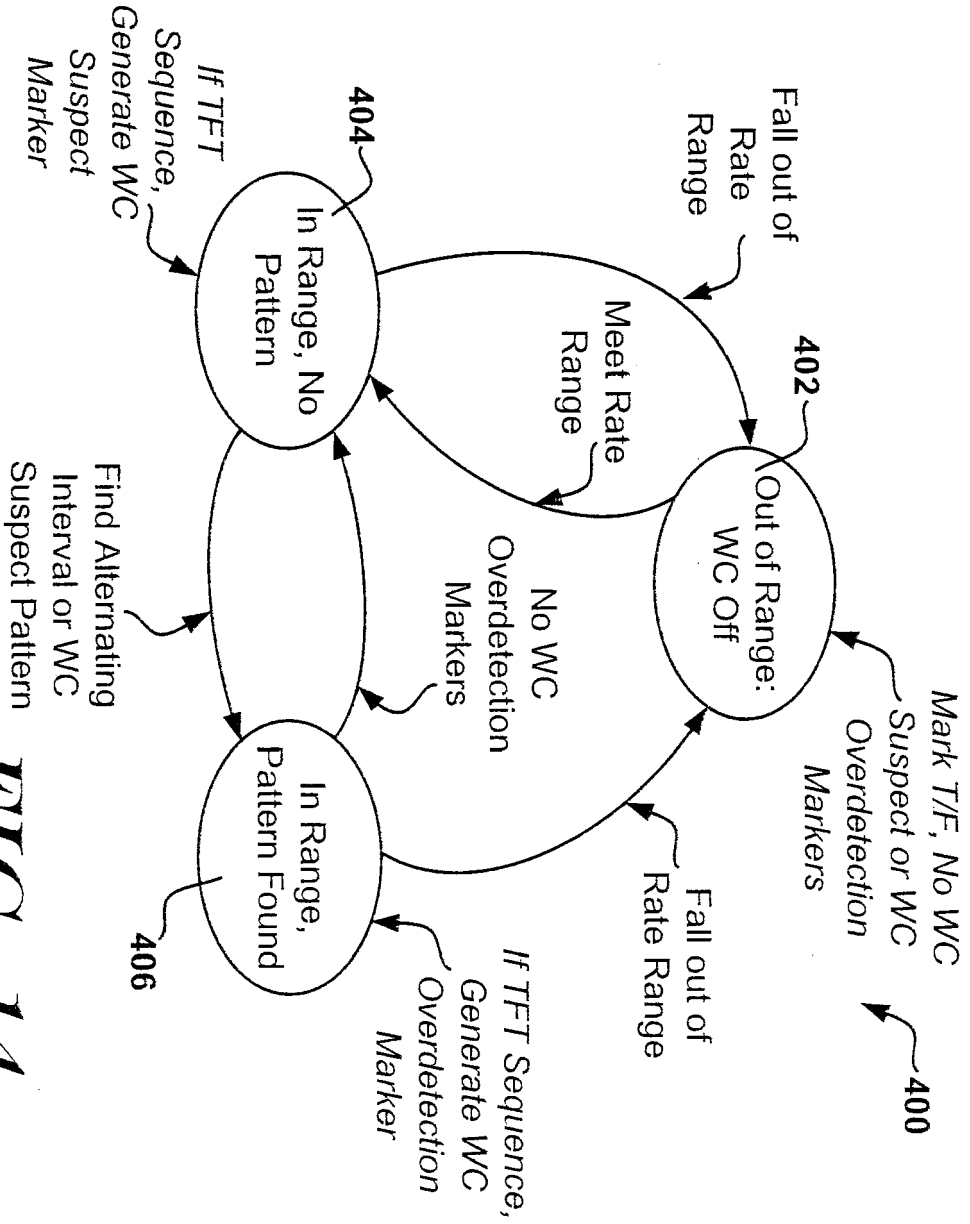 400
Mark T/F, No WC
Suspect or WC
Overdetection
Markers
402
Out of Range:
WC Off
Fall out of
Rate
Range
Meet Rate
Range
Fall out of
Rate Range
No WC
Overdetection
Markers
404
In Range, No
Pattern
If TFT
Sequence,
Generate WC
Suspect
Marker
If TFT Sequence,
Generate WC
Overdetection
Marker
In Range,
Pattern Found
406
Find Alternating
Interval or WC
Suspect Pattern